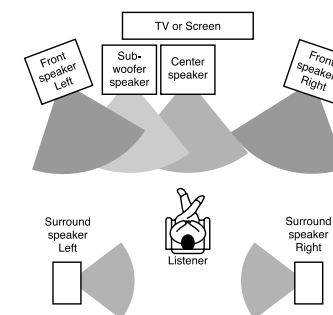 TV or Screen
Front
speaker
Left
Sub-
woofer
speaker
Center
speaker
Front
speaker
Right
Surround
speaker
Left
Listener
Surround
speaker
Right